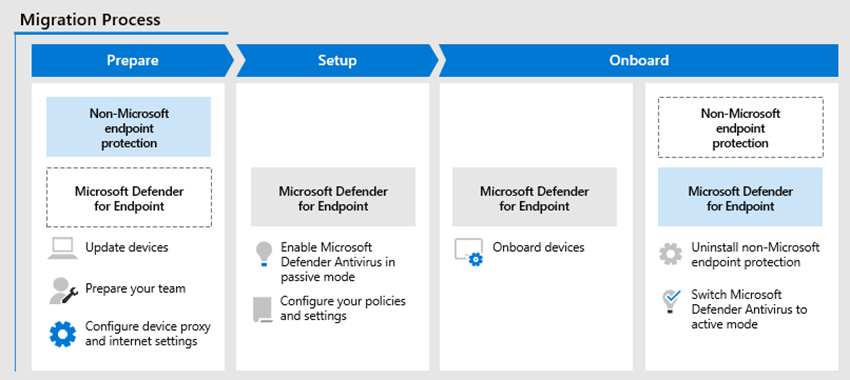 Migration Process
Prepare
Setup
Onboard
Non-Microsoft
endpoint
protection
Microsoft Defender
for Endpoint
Update devices
Prepare your team
Configure device proxy
and internet settings
Microsoft Defender
for Endpoint
Enable Microsoft
Defender Antivirus in
passive mode
Configure your policies
and settings
Microsoft Defender
for Endpoint
Onboard devices
Non-Microsoft
endpoint
protection
Microsoft Defender
for Endpoint
Uninstall non-Microsoft
endpoint protection
Switch Microsoft
Defender Antivirus to
active mode